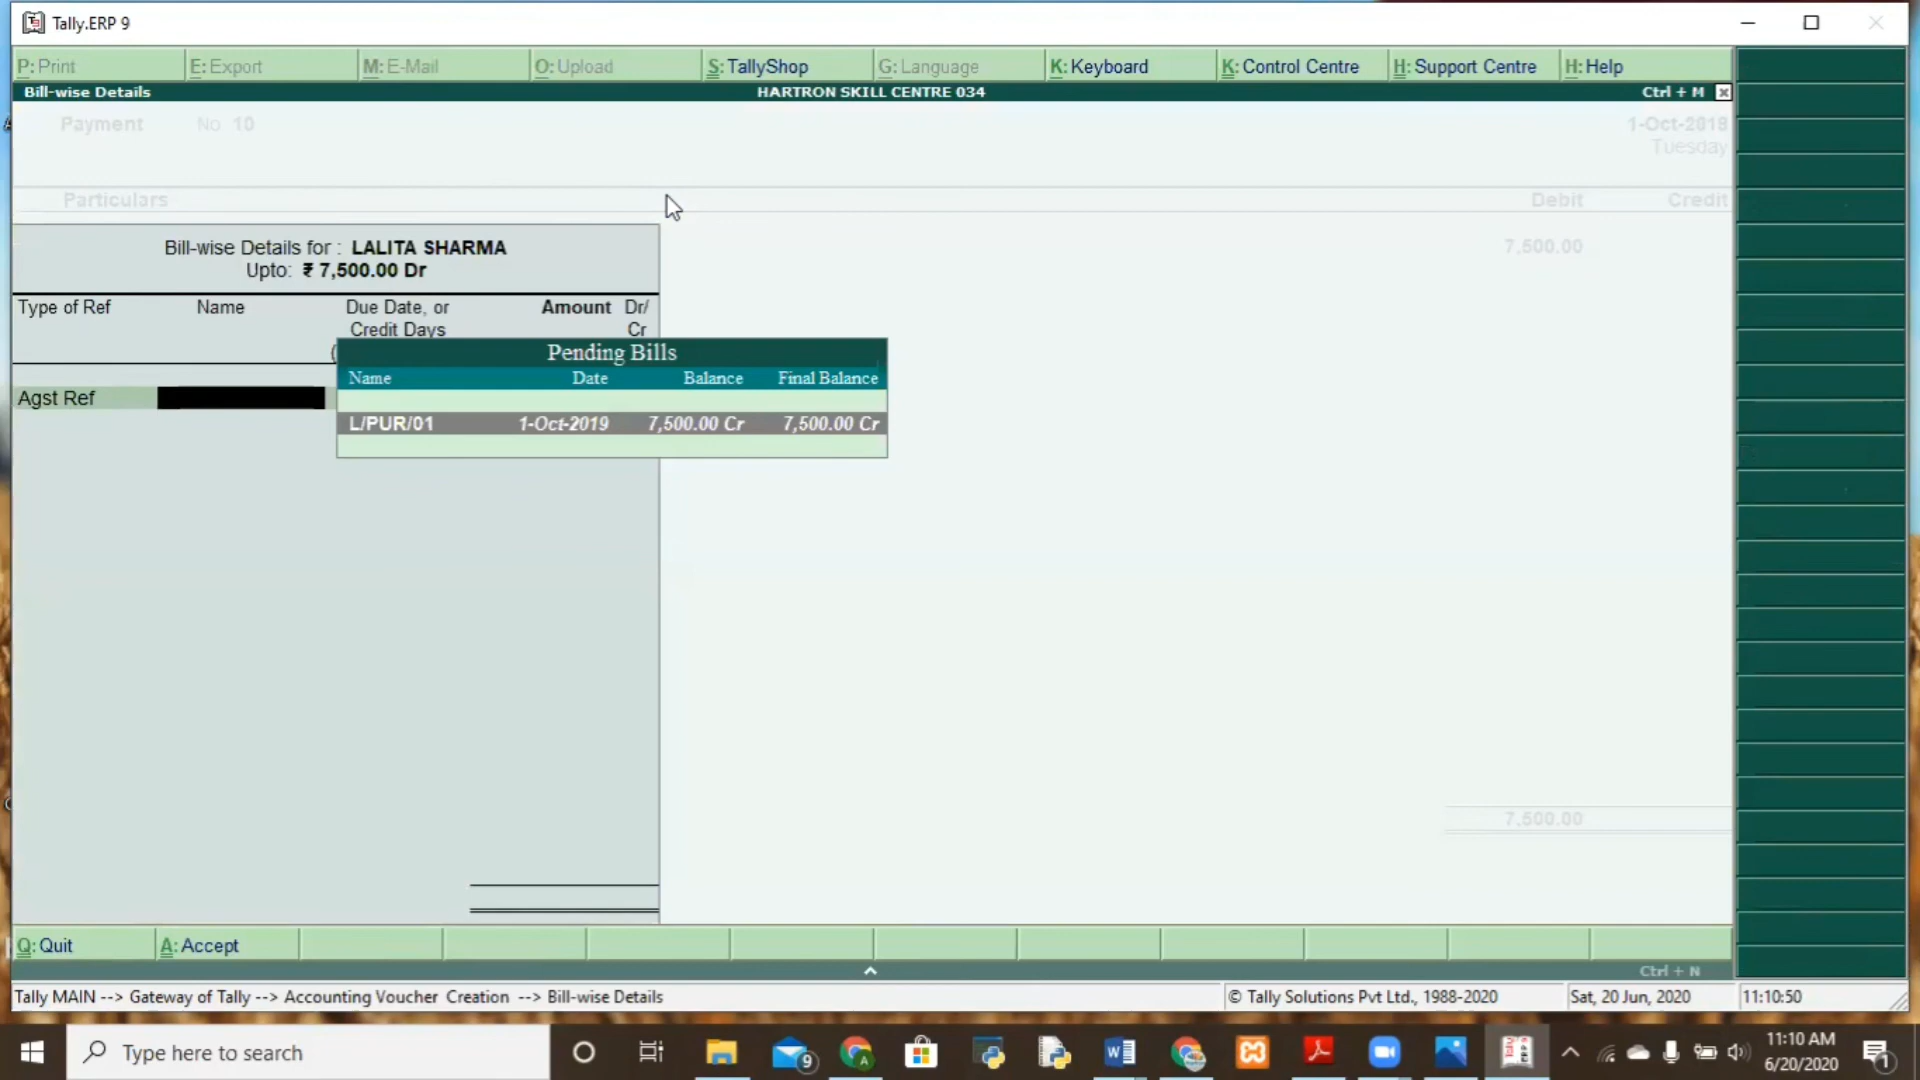 Tally.ERP 9
P: Print E: Export M: E-Mail O: Upload S: TallyShop G: Language K: Keyboard K: Control Centre H: Support Centre H: Help
Bill-wise Details HARTRON SKILL CENTRE 034 Ctrl + M
Payment No 10 1-Oct-2019
Tuesday
Particulars Debit Credit
7,500.00
Bill-wise Details for : LALITA SHARMA
Upto: ₹ 7,500.00 Dr
Type of Ref Name Due Date, or Amount Dr/
Credit Days Cr
(
Pending Bills
Name Date Balance Final Balance
Agst Ref
L/PUR/01 1-Oct-2019 7,500.00 Cr 7,500.00 Cr
7,500.00
Q: Quit A: Accept
Ctrl + N
Tally MAIN --> Gateway of Tally --> Accounting Voucher Creation --> Bill-wise Details © Tally Solutions Pvt Ltd., 1988-2020 Sat, 20 Jun, 2020 11:10:50
Type here to search 9 11:10 AM
6/20/2020 1